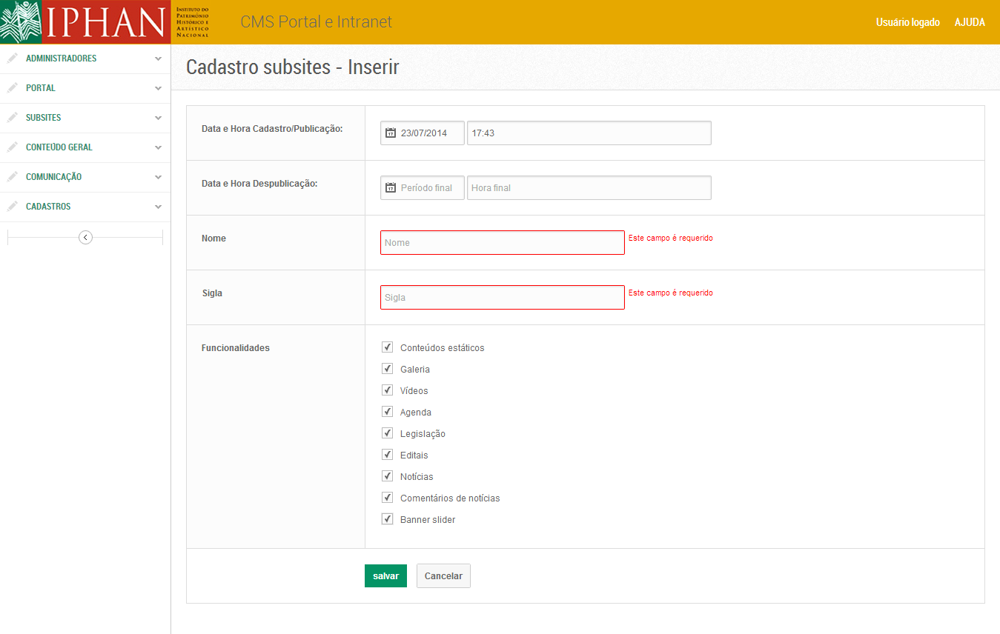 IPHAN
INSTITUTO DO
PATRIMÔNIO
HISTÓRICO E
ARTÍSTICO
NACIONAL
CMS Portal e Intranet
Usuário logado
AJUDA
ADMINISTRADORES
PORTAL
SUBSITES
CONTEÚDO GERAL
COMUNICAÇÃO
CADASTROS
Cadastro subsites - Inserir
Data e Hora Cadastro/Publicação:
17 23/07/2014
17:43
Data e Hora Despublicação:
17 Período final
Hora final
Nome
Nome
Este campo é requerido
Sigla
Sigla
Este campo é requerido
Funcionalidades
Conteúdos estáticos
Galeria
Vídeos
Agenda
Legislação
Editais
Notícias
Comentários de notícias
Banner slider
salvar
Cancelar